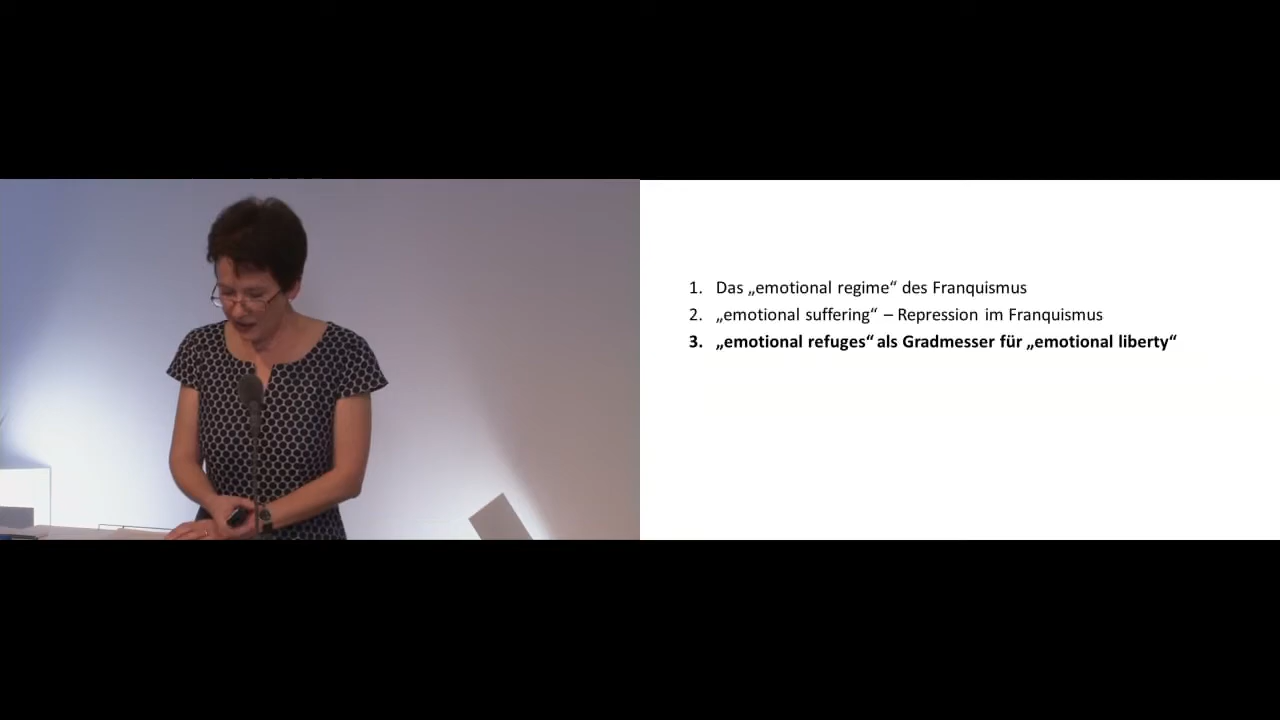 1. Das „emotional regime“ des Franquismus
2. „emotional suffering“ – Repression im Franquismus
3. „emotional refuges“ als Gradmesser für „emotional liberty“